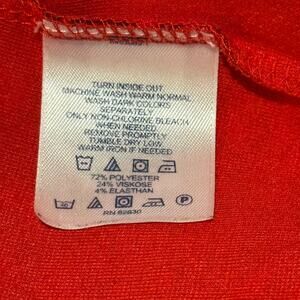 TURN INSIDE OUT
MACHINE WASH WARM NORMAL
WASH DARK COLORS
SEPARATELY
ONLY NON-CHLORINE BLEACH
WHEN NEEDED
REMOVE PROMPTLY
TUMBLE DRY LOW
WARM IRON IF NEEDED
72% POLYESTER
24% VISKOSE
4% ELASTHAN
P
RN 82830